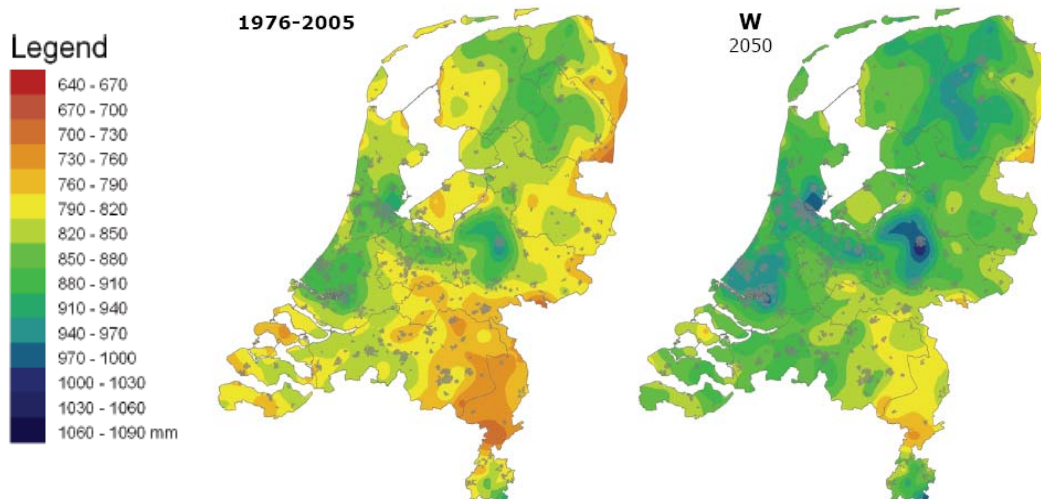 1976-2005
W
2050
Legend
640 - 670
670 - 700
700 - 730
730 - 760
760 - 790
790 - 820
820 - 850
850 - 880
880 - 910
910 - 940
940 - 970
970 - 1000
1000 - 1030
1030 - 1060
1060 - 1090 mm